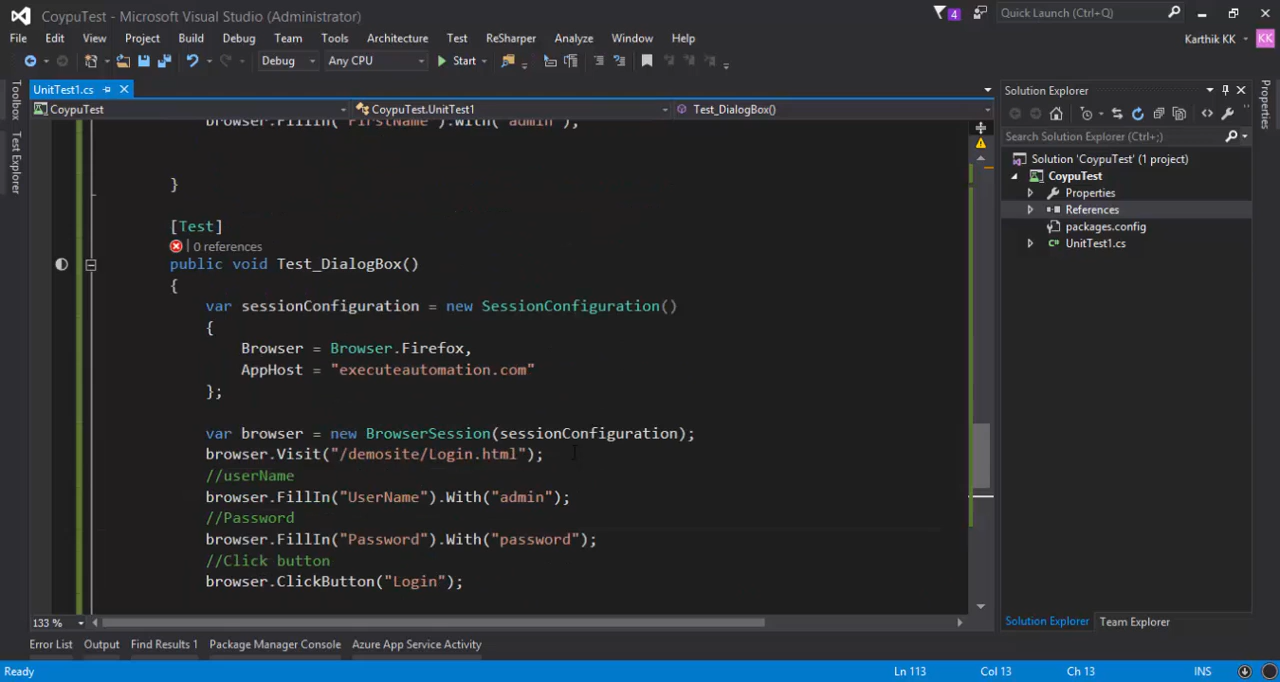 CoypuTest - Microsoft Visual Studio (Administrator)
4
Quick Launch (Ctrl+Q)
File Edit View Project Build Debug Team Tools Architecture Test ReSharper Analyze Window Help
Karthik KK
KK
Debug Any CPU Start
UnitTest1.cs
CoypuTest CoypuTest.UnitTest1 Test_DialogBox()
Toolbox
Test Explorer
browser.FillIn("FirstName").With("admin");
}
[Test]
0 references
public void Test_DialogBox()
{
var sessionConfiguration = new SessionConfiguration()
{
Browser = Browser.Firefox,
AppHost = "executeautomation.com"
};
var browser = new BrowserSession(sessionConfiguration);
browser.Visit("/demosite/Login.html");
//userName
browser.FillIn("UserName").With("admin");
//Password
browser.FillIn("Password").With("password");
//Click button
browser.ClickButton("Login");
133 %
Solution Explorer
Search Solution Explorer (Ctrl+;)
Solution 'CoypuTest' (1 project)
CoypuTest
Properties
References
packages.config
UnitTest1.cs
Solution Explorer Team Explorer
Properties
Error List Output Find Results 1 Package Manager Console Azure App Service Activity
Ready Ln 113 Col 13 Ch 13 INS